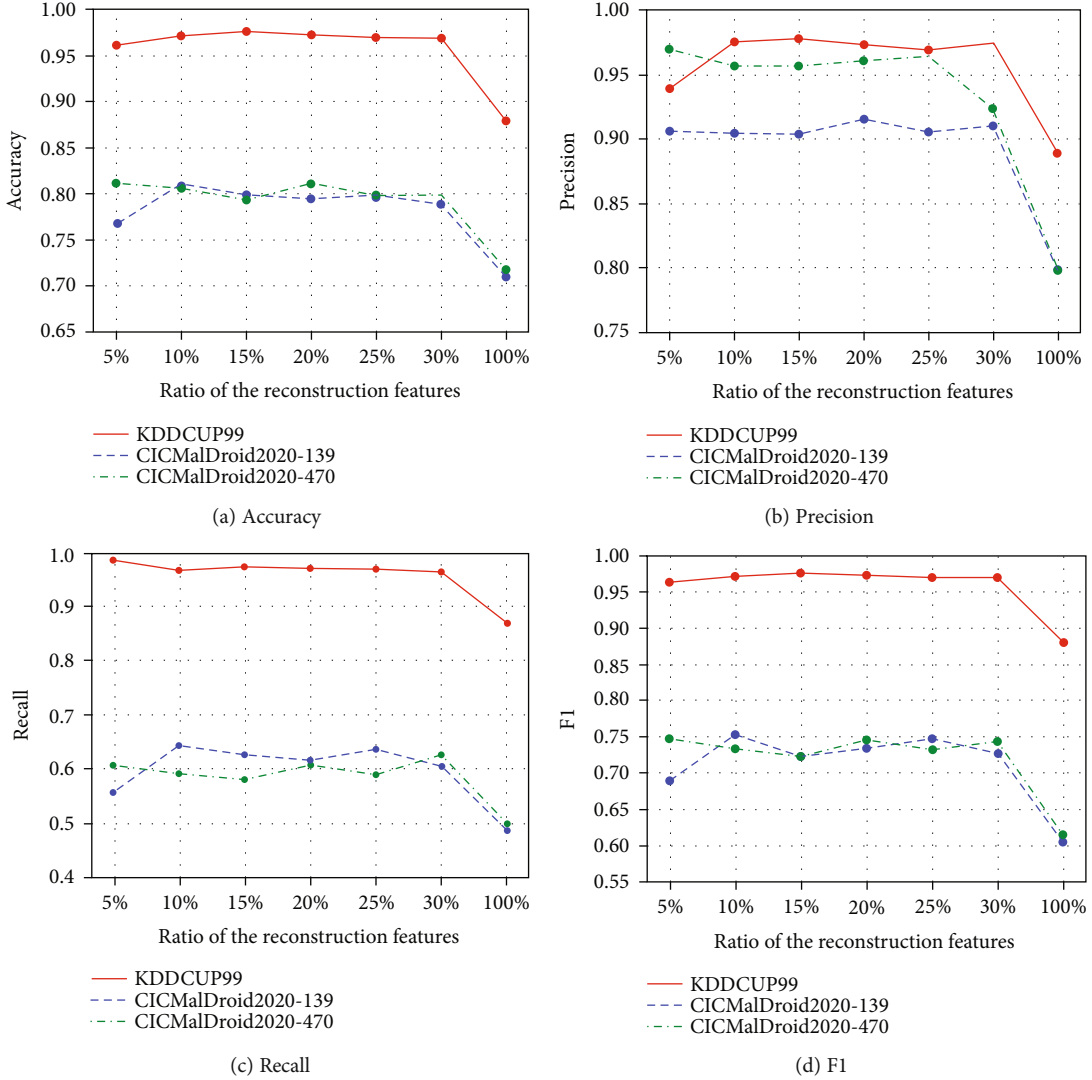 1.00
0.95
0.90
0.85
0.80
0.75
0.70
0.65
Accuracy
5% 10% 15% 20% 25% 30% 100%
Ratio of the reconstruction features
KDDCUP99
CICMalDroid2020-139
CICMalDroid2020-470
(a) Accuracy
1.00
0.95
0.90
0.80
0.75
Precision
5% 10% 15% 20% 25% 30% 100%
Ratio of the reconstruction features
KDDCUP99
CICMalDroid2020-139
CICMalDroid2020-470
(b) Precision
1.0
0.9
0.8
0.7
0.6
0.5
0.4
Recall
5% 10% 15% 20% 25% 30% 100%
Ratio of the reconstruction features
KDDCUP99
CICMalDroid2020-139
CICMalDroid2020-470
(c) Recall
1.00
0.95
0.90
0.85
0.80
0.75
0.70
0.65
0.60
0.55
F1
5% 10% 15% 20% 25% 30% 100%
Ratio of the reconstruction features
KDDCUP99
CICMalDroid2020-139
CICMalDroid2020-470
(d) F1